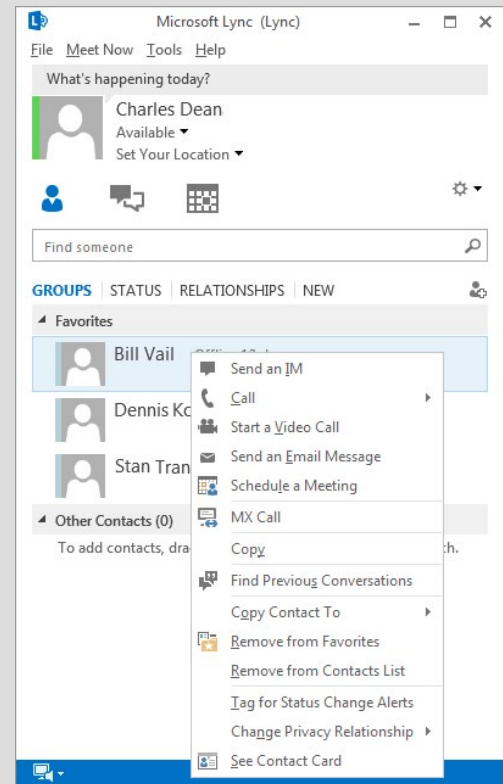 Microsoft Lync (Lync)
File Meet Now Tools Help
What's happening today?
Charles Dean
Available
Set Your Location
Find someone
GROUPS STATUS RELATIONSHIPS NEW
Favorites
Bill Vail
Dennis
Stan Tran
Other Contacts (0)
To add contacts,
Send an IM
Call
Start a Video Call
Send an Email Message
Schedule a Meeting
MX Call
Copy
Find Previous Conversations
Copy Contact To
Remove from Favorites
Remove from Contacts List
Tag for Status Change Alerts
Change Privacy Relationship
See Contact Card